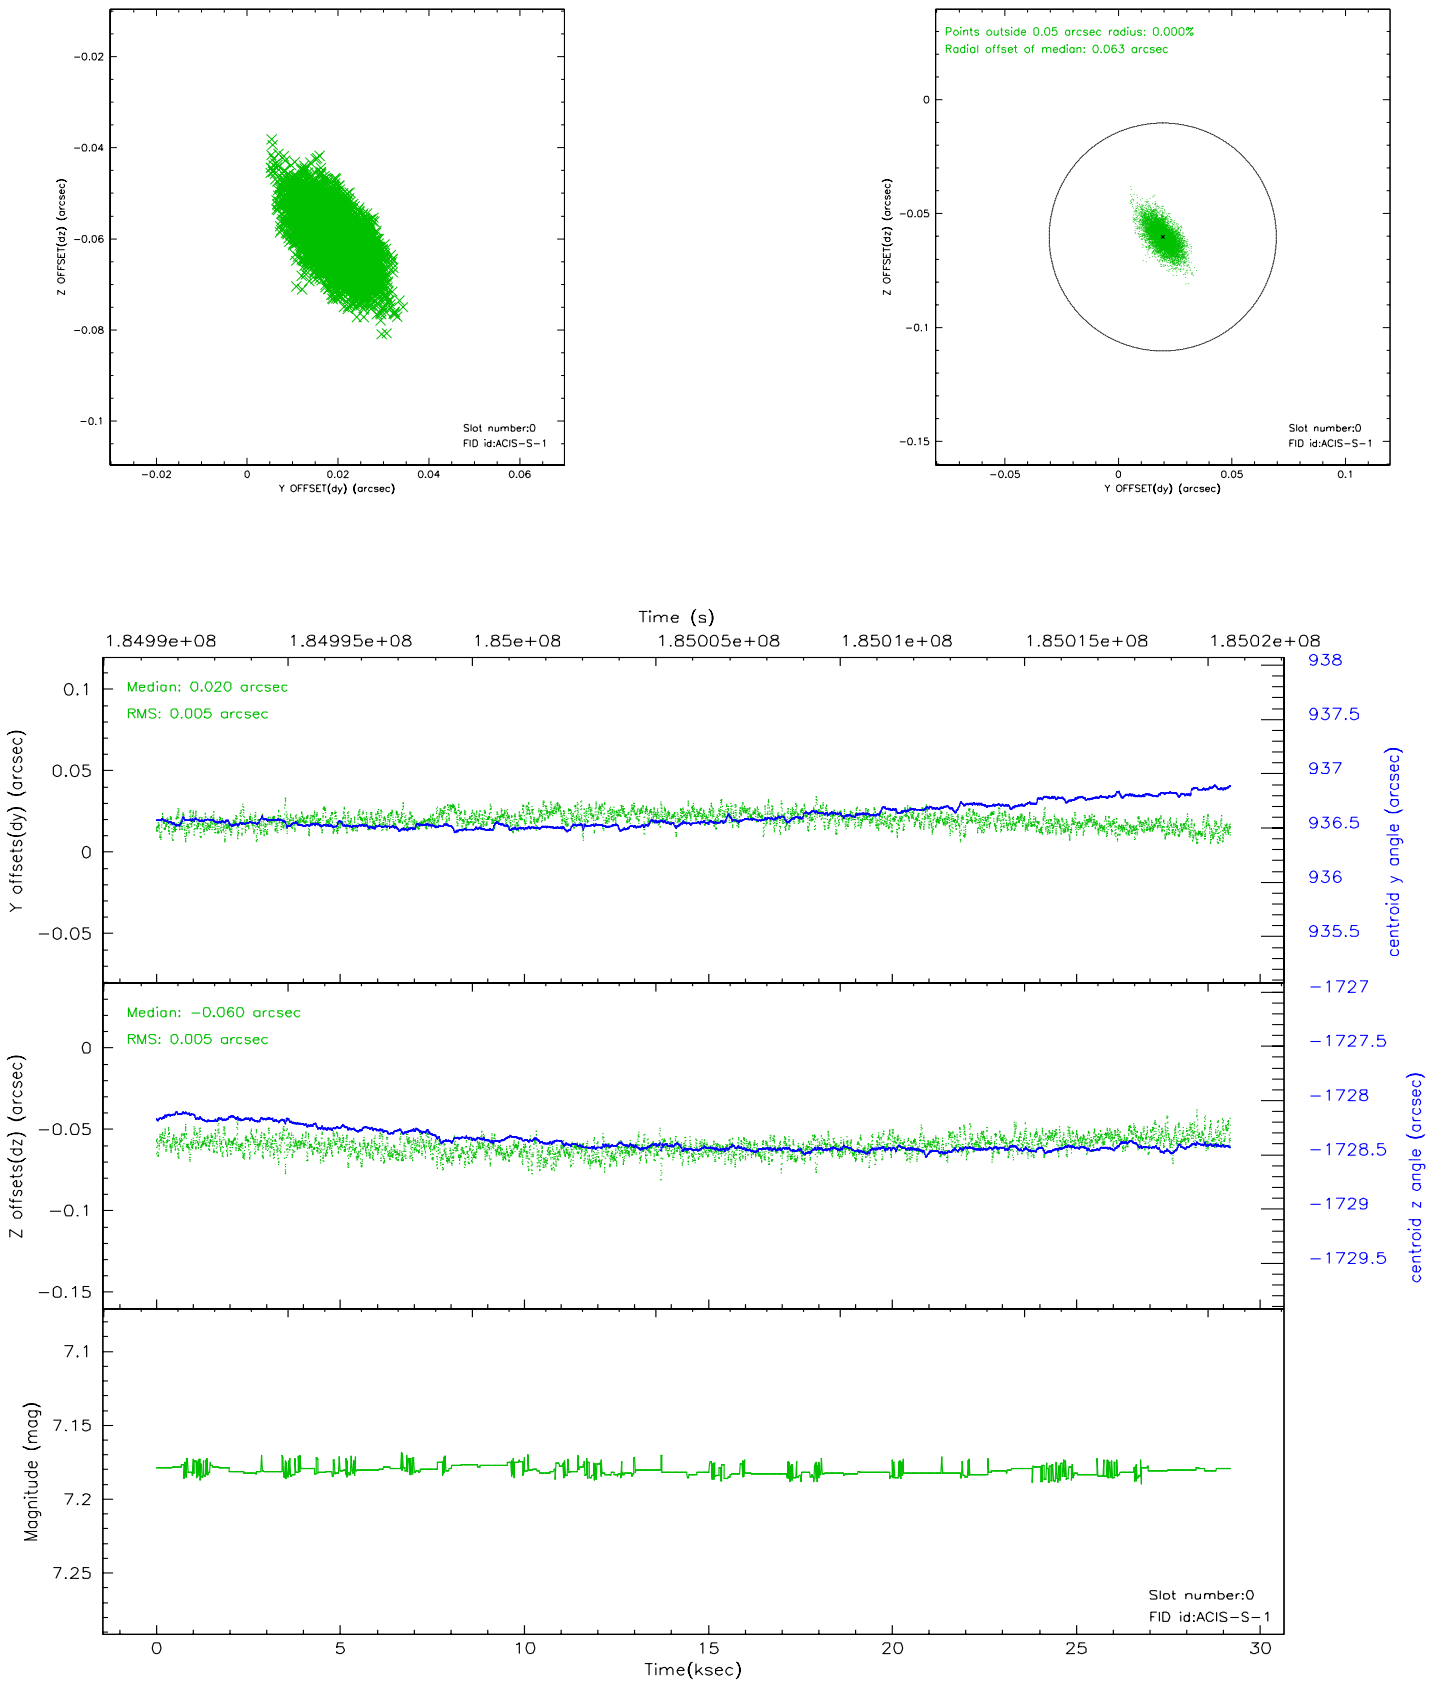 −0.02
−0.04
−0.06
−0.08
−0.1
Z OFFSET(dz) (arcsec)
Slot number:0
FID id:ACIS−S−1
−0.02 0 0.02 0.04 0.06
Y OFFSET(dy) (arcsec)
Points outside 0.05 arcsec radius: 0.000%
Radial offset of median: 0.063 arcsec
0
−0.05
−0.1
−0.15
Z OFFSET(dz) (arcsec)
Slot number:0
FID id:ACIS−S−1
−0.05 0 0.05 0.1
Y OFFSET(dy) (arcsec)
Time (s)
1.8499e+08 1.84995e+08 1.85e+08 1.85005e+08 1.8501e+08 1.85015e+08 1.8502e+08
Median: 0.020 arcsec
RMS: 0.005 arcsec
0.1
0.05
0
−0.05
Y offsets(dy) (arcsec)
938
937.5
937
936.5
936
935.5
centroid y angle (arcsec)
Median: −0.060 arcsec
RMS: 0.005 arcsec
0
−0.05
−0.1
−0.15
Z offsets(dz) (arcsec)
−1727
−1727.5
−1728
−1728.5
−1729
−1729.5
centroid z angle (arcsec)
7.1
7.15
7.2
7.25
Magnitude (mag)
Slot number:0
FID id:ACIS−S−1
0 5 10 15 20 25 30
Time(ksec)